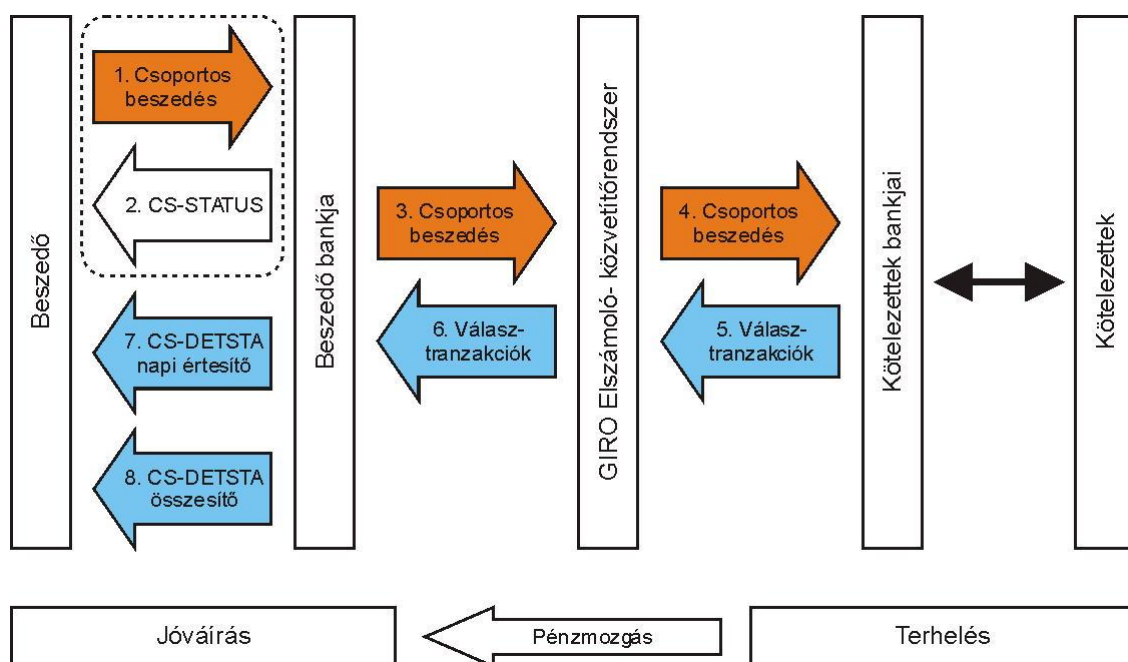 Beszedő
1. Csoportos
beszedés
2. CS-STATUS
7. CS-DETSTA
napi értesítő
8. CS-DETSTA
összesítő
Beszedő bankja
3. Csoportos
beszedés
6. Válasz-
tranzakciók
GIRO Elszámoló- közvetítőrendszer
4. Csoportos
beszedés
5. Válasz-
tranzakciók
Kötelezettek bankjai
Kötelezettek
Jóváírás
Pénzmozgás
Terhelés